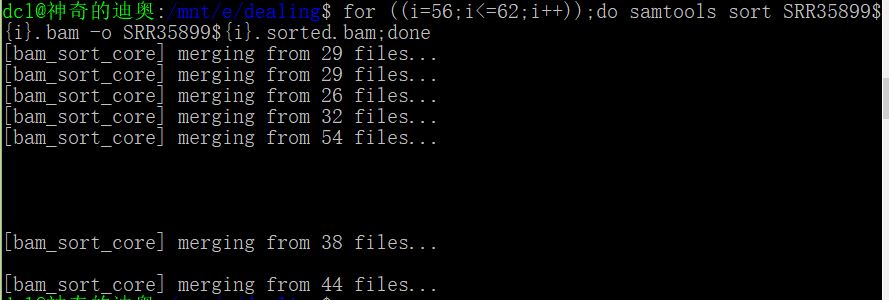 dcl@神奇的迪奥:/mnt/e/dealing$ for ((i=56;i<=62;i++));do samtools sort SRR35899$
{i}.bam -o SRR35899${i}.sorted.bam;done
[bam_sort_core] merging from 29 files...
[bam_sort_core] merging from 29 files...
[bam_sort_core] merging from 26 files...
[bam_sort_core] merging from 32 files...
[bam_sort_core] merging from 54 files...
[bam_sort_core] merging from 38 files...
[bam_sort_core] merging from 44 files...